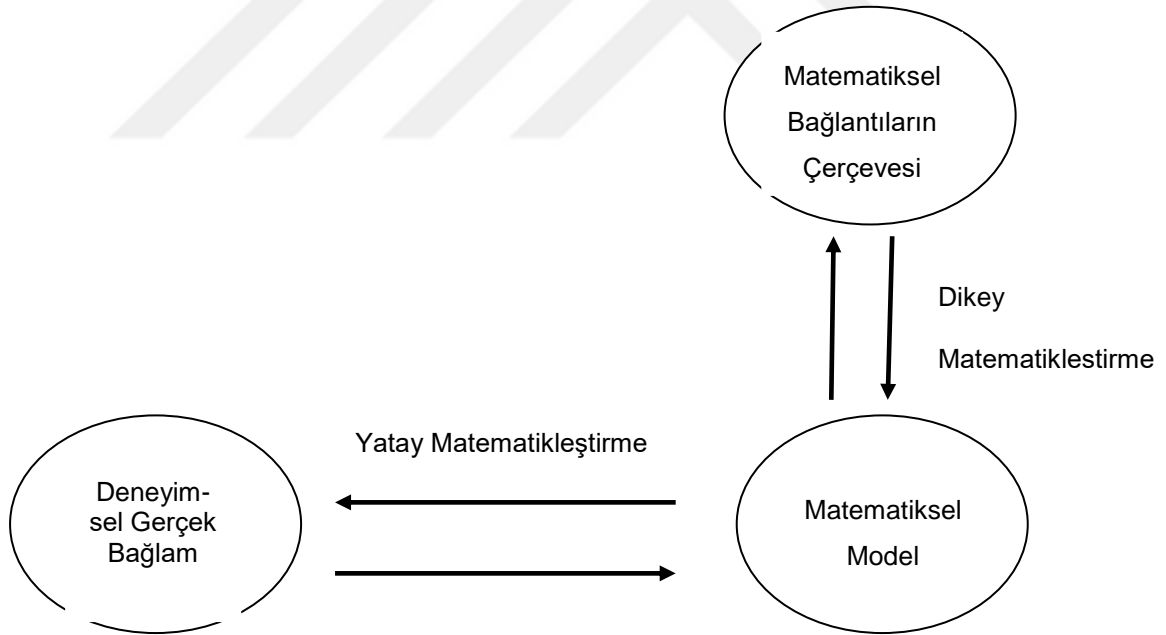 Matematiksel
Bağlantıların
Çerçevesi
Dikey
Matematiklestirme
Yatay Matematikleştirme
Deneyim-
sel Gerçek
Bağlam
Matematiksel
Model